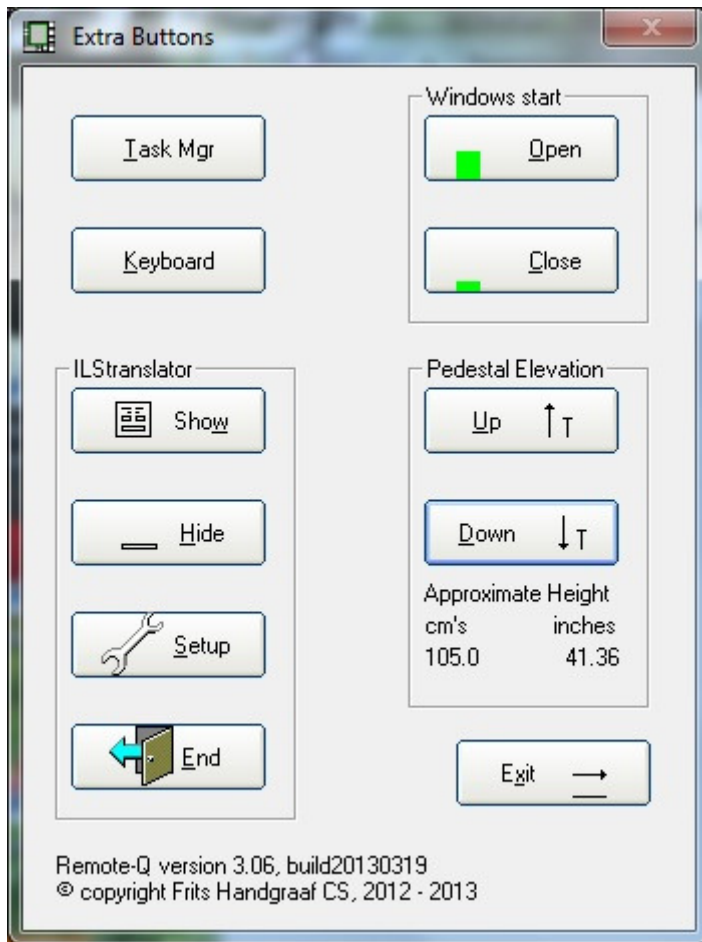 Extra Buttons
Task Mgr
Keyboard
Windows start
Open
Close
ILStranslator
Show
Hide
Setup
End
Pedestal Elevation
Up
Down
Approximate Height
cm's inches
105.0 41.36
Exit
Remote-Q version 3.06, build20130319
© copyright Frits Handgraaf CS, 2012 - 2013